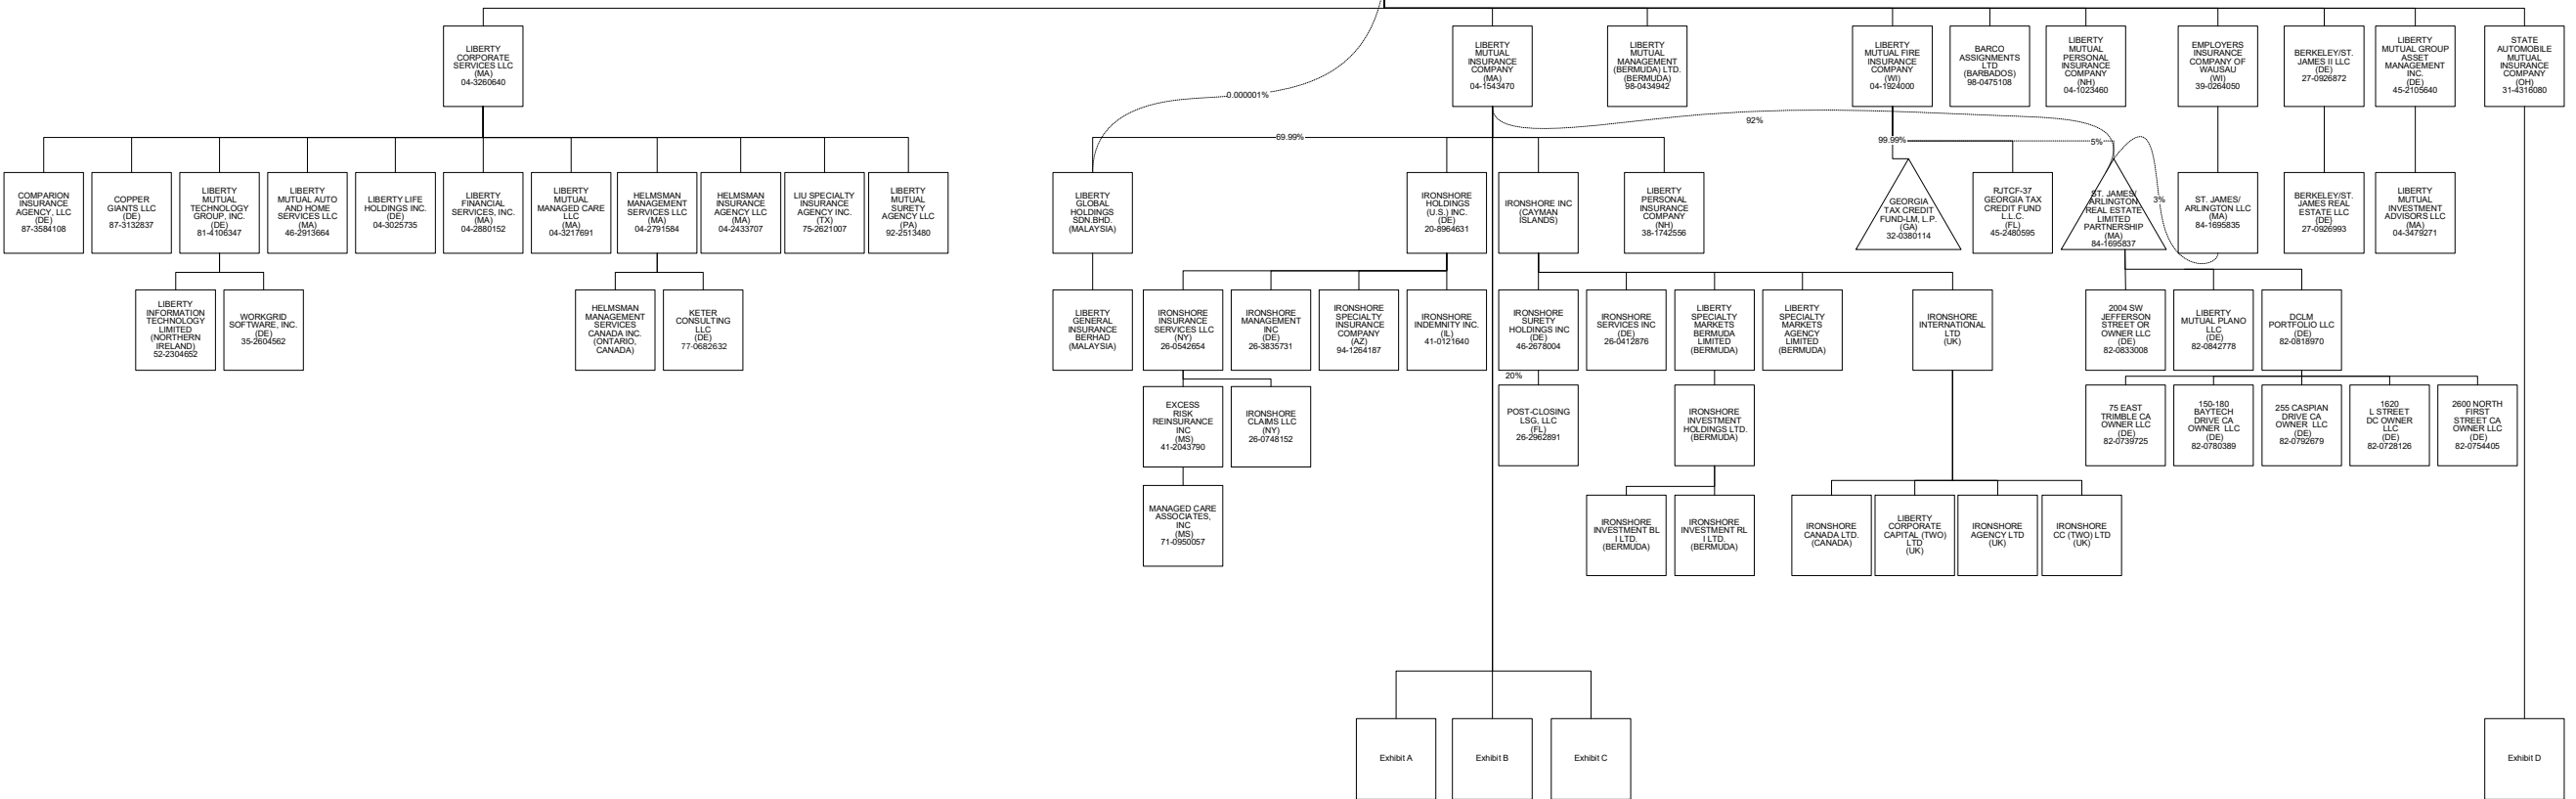 LIBERTY
CORPORATE
SERVICES LLC
(MA)
04-3260640
LIBERTY
MUTUAL
INSURANCE
COMPANY
(MA)
04-1543470
LIBERTY
MUTUAL
MANAGEMENT
(BERMUDA) LTD.
(BERMUDA)
98-0434942
LIBERTY
MUTUAL FIRE
INSURANCE
COMPANY
(WI)
04-1924000
BARCO
ASSIGNMENTS
LTD
(BARBADOS)
98-0475108
LIBERTY
MUTUAL
PERSONAL
INSURANCE
COMPANY
(NH)
04-1023460
EMPLOYERS
INSURANCE
COMPANY OF
WAUSAU
(WI)
39-0264050
BERKELEY/ST.
JAMES II LLC
(DE)
27-0926872
LIBERTY
MUTUAL GROUP
ASSET
MANAGEMENT
INC.
(DE)
45-2105640
STATE
AUTOMOBILE
MUTUAL
INSURANCE
COMPANY
(OH)
31-4316080
0.000001%
92%
69.99%
99.99%
5%
3%
COMPARION
INSURANCE
AGENCY, LLC
(DE)
87-3584108
COPPER
GIANTS LLC
(DE)
87-3132837
LIBERTY
MUTUAL
TECHNOLOGY
GROUP, INC.
(DE)
81-4106347
LIBERTY
MUTUAL AUTO
AND HOME
SERVICES LLC
(MA)
46-2913664
LIBERTY LIFE
HOLDINGS INC.
(DE)
04-3025735
LIBERTY
FINANCIAL
SERVICES, INC.
(MA)
04-2880152
LIBERTY
MUTUAL
MANAGED CARE
LLC
(MA)
04-3217691
HELMSMAN
MANAGEMENT
SERVICES LLC
(MA)
04-2791584
HELMSMAN
INSURANCE
AGENCY LLC
(MA)
04-2433707
LIU SPECIALTY
INSURANCE
AGENCY INC.
(TX)
75-2621007
LIBERTY
MUTUAL
SURETY
AGENCY LLC
(PA)
92-2513480
LIBERTY
GLOBAL
HOLDINGS
SDN.BHD.
(MALAYSIA)
IRONSHORE
HOLDINGS
(U.S.) INC.
(DE)
20-8964631
IRONSHORE INC
(CAYMAN
ISLANDS)
LIBERTY
PERSONAL
INSURANCE
COMPANY
(NH)
38-1742556
GEORGIA
TAX CREDIT
FUND-LM, L.P.
(GA)
32-0380114
RJTCF-37
GEORGIA TAX
CREDIT FUND
L.L.C.
(FL)
45-2480595
ST. JAMES/
ARLINGTON
REAL ESTATE
LIMITED
PARTNERSHIP
(MA)
84-1695837
ST. JAMES/
ARLINGTON LLC
(MA)
84-1695835
BERKELEY/ST.
JAMES REAL
ESTATE LLC
(DE)
27-0926993
LIBERTY
MUTUAL
INVESTMENT
ADVISORS LLC
(MA)
04-3479271
LIBERTY
INFORMATION
TECHNOLOGY
LIMITED
(NORTHERN
IRELAND)
52-2304652
WORKGRID
SOFTWARE, INC.
(DE)
35-2604562
HELMSMAN
MANAGEMENT
SERVICES
CANADA INC.
(ONTARIO,
CANADA)
KETER
CONSULTING
LLC
(DE)
77-0682632
LIBERTY
GENERAL
INSURANCE
BERHAD
(MALAYSIA)
IRONSHORE
INSURANCE
SERVICES LLC
(NY)
26-0542654
IRONSHORE
MANAGEMENT
INC
(DE)
26-3835731
IRONSHORE
SPECIALTY
INSURANCE
COMPANY
(AZ)
94-1264187
IRONSHORE
INDEMNITY INC.
(IL)
41-0121640
IRONSHORE
SURETY
HOLDINGS INC
(DE)
46-2678004
IRONSHORE
SERVICES INC
(DE)
26-0412876
LIBERTY
SPECIALTY
MARKETS
BERMUDA
LIMITED
(BERMUDA)
LIBERTY
SPECIALTY
MARKETS
AGENCY
LIMITED
(BERMUDA)
IRONSHORE
INTERNATIONAL
LTD
(UK)
2004 SW
JEFFERSON
STREET OR
OWNER LLC
(DE)
82-0833008
LIBERTY
MUTUAL PLANO
LLC
(DE)
82-0842778
DCLM
PORTFOLIO LLC
(DE)
82-0818970
20%
EXCESS
RISK
REINSURANCE
INC
(MS)
41-2043790
IRONSHORE
CLAIMS LLC
(NY)
26-0748152
POST-CLOSING
LSG, LLC
(FL)
26-2962891
IRONSHORE
INVESTMENT
HOLDINGS LTD.
(BERMUDA)
75 EAST
TRIMBLE CA
OWNER LLC
(DE)
82-0739725
150-180
BAYTECH
DRIVE CA
OWNER LLC
(DE)
82-0780389
255 CASPIAN
DRIVE CA
OWNER LLC
(DE)
82-0792679
1620
L STREET
DC OWNER
LLC
(DE)
82-0728126
2600 NORTH
FIRST
STREET CA
OWNER LLC
(DE)
82-0754405
MANAGED CARE
ASSOCIATES,
INC
(MS)
71-0950057
IRONSHORE
INVESTMENT BL
I LTD.
(BERMUDA)
IRONSHORE
INVESTMENT RL
I LTD.
(BERMUDA)
IRONSHORE
CANADA LTD.
(CANADA)
LIBERTY
CORPORATE
CAPITAL (TWO)
LTD
(UK)
IRONSHORE
AGENCY LTD
(UK)
IRONSHORE
CC (TWO) LTD
(UK)
Exhibit A
Exhibit B
Exhibit C
Exhibit D